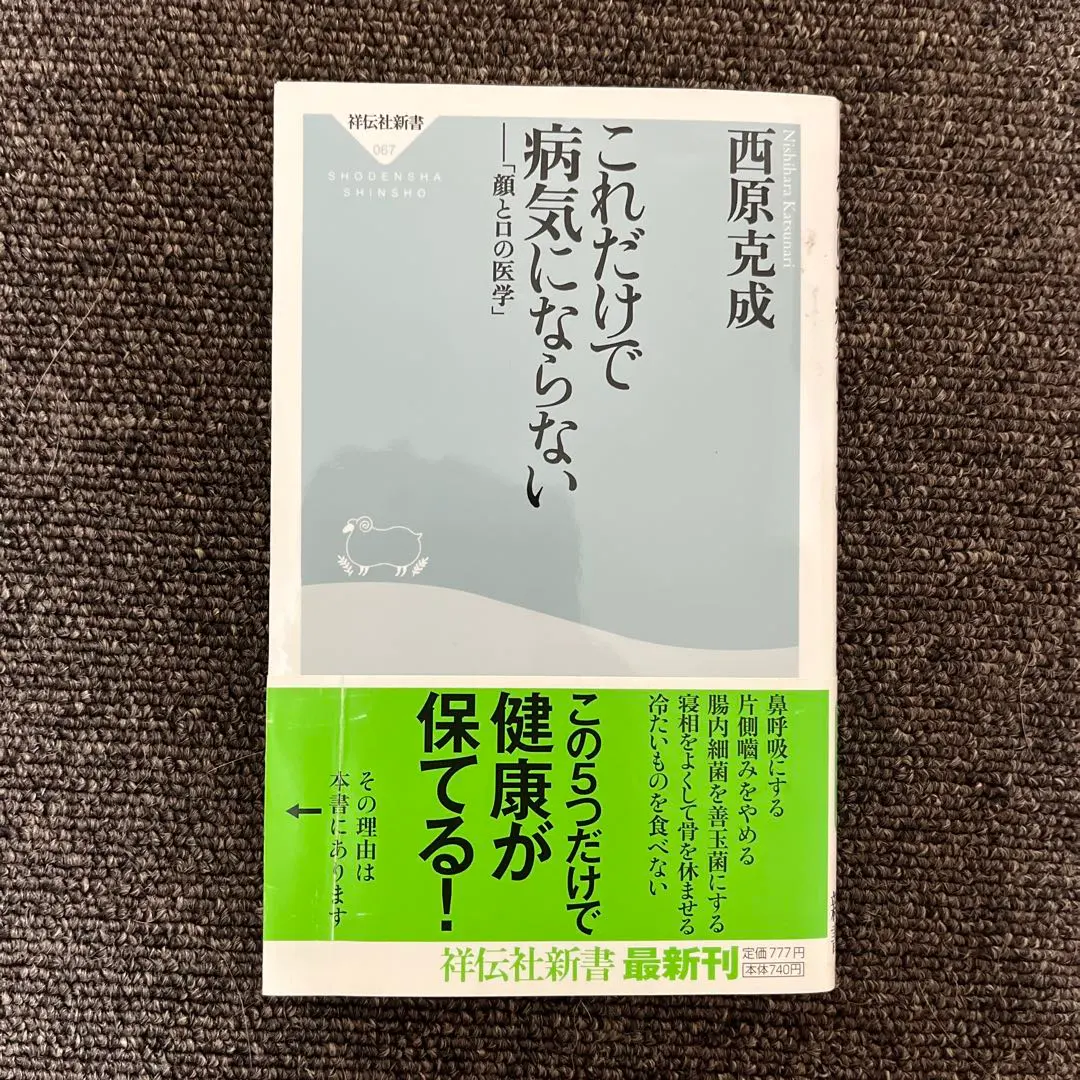 祥伝社新書
067
SHODENSHA
SHINSHO
西原克成
Nishihara Karsunari
これだけで
病気にならない
―「顔と口の医学」
鼻呼吸にする
片側嚙みをやめる
腸内細菌を善玉菌にする
寝相をよくして骨を休ませる
冷たいものを食べない
この5つだけで
健康が
保てる!
その理由は
本書にあります
←
祥伝社新書 最新刊
定価777円
本体740円